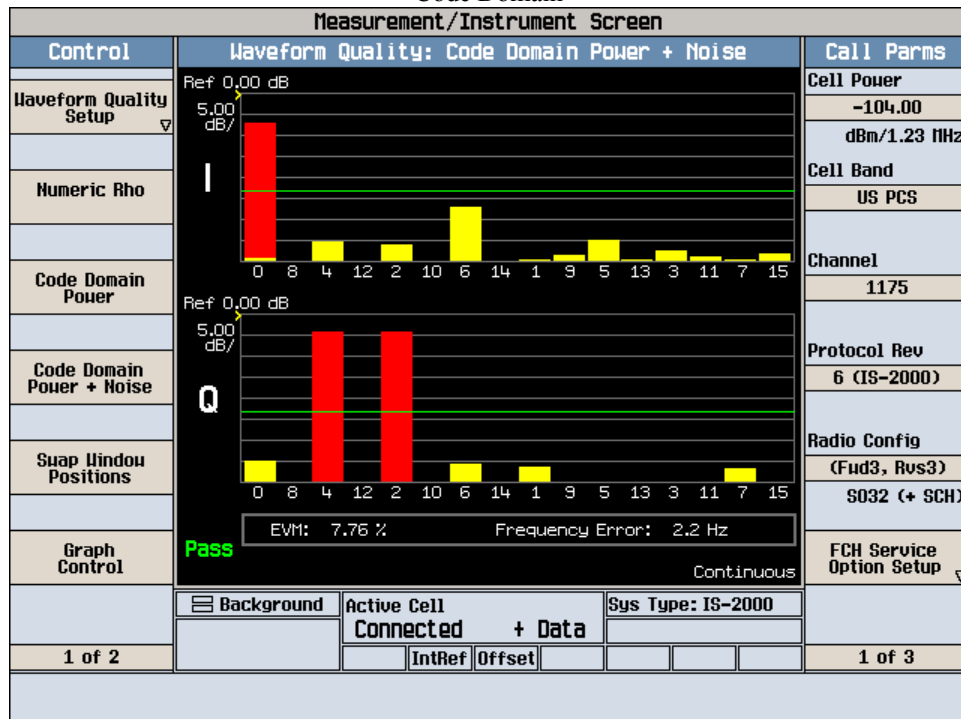 Code Domain
Measurement/Instrument Screen
Control
Waveform Quality: Code Domain Power + Noise
Call Parms
Waveform Quality
Setup
Numeric Rho
Code Domain
Power
Code Domain
Power + Noise
Swap Window
Positions
Graph
Control
1 of 2
Ref 0.00 dB
5.00
dB/
I
0 8 4 12 2 10 6 14 1 9 5 13 3 11 7 15
Ref 0.00 dB
5.00
dB/
Q
0 8 4 12 2 10 6 14 1 9 5 13 3 11 7 15
EVM: 7.76 % Frequency Error: 2.2 Hz
Pass
Continuous
Background
Active Cell
Sys Type: IS-2000
Connected + Data
IntRef Offset
Cell Power
-104.00
dBm/1.23 MHz
Cell Band
US PCS
Channel
1175
Protocol Rev
6 (IS-2000)
Radio Config
(Fwd3, Rvs3)
SO32 (+ SCH)
FCH Service
Option Setup
1 of 3